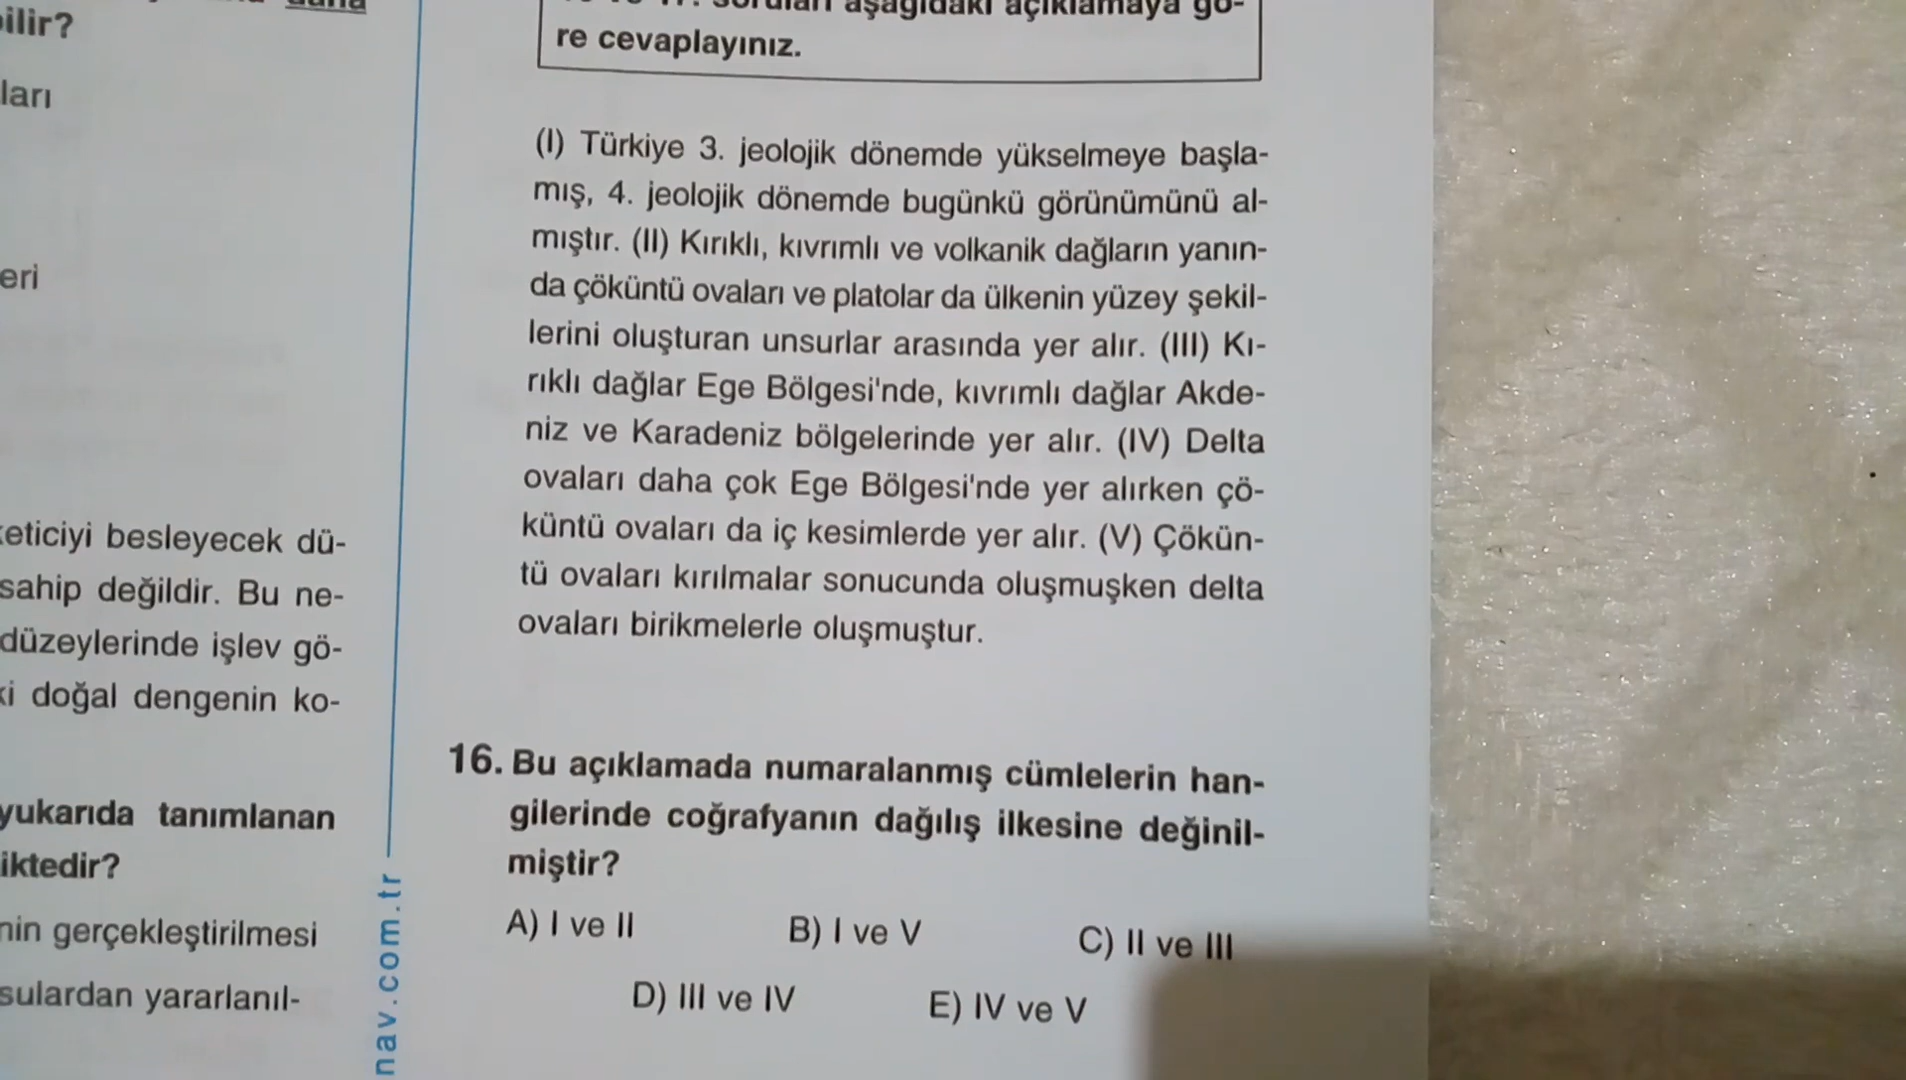 ilir?
ları
eri
eticiyi besleyecek dü-
sahip değildir. Bu ne-
düzeylerinde işlev gö-
i doğal dengenin ko-
yukarıda tanımlanan
iktedir?
nin gerçekleştirilmesi
sulardan yararlanıl-
nav.com.tr
soruları aşağıdaki açıklamaya gö-
re cevaplayınız.
(I) Türkiye 3. jeolojik dönemde yükselmeye başla-
mış, 4. jeolojik dönemde bugünkü görünümünü al-
mıştır. (II) Kırıklı, kıvrımlı ve volkanik dağların yanın-
da çöküntü ovaları ve platolar da ülkenin yüzey şekil-
lerini oluşturan unsurlar arasında yer alır. (III) Kı-
rıklı dağlar Ege Bölgesi'nde, kıvrımlı dağlar Akde-
niz ve Karadeniz bölgelerinde yer alır. (IV) Delta
ovaları daha çok Ege Bölgesi'nde yer alırken çö-
küntü ovaları da iç kesimlerde yer alır. (V) Çökün-
tü ovaları kırılmalar sonucunda oluşmuşken delta
ovaları birikmelerle oluşmuştur.
16. Bu açıklamada numaralanmış cümlelerin han-
gilerinde coğrafyanın dağılış ilkesine değinil-
miştir?
A) I ve II B) I ve V C) II ve III
D) III ve IV E) IV ve V